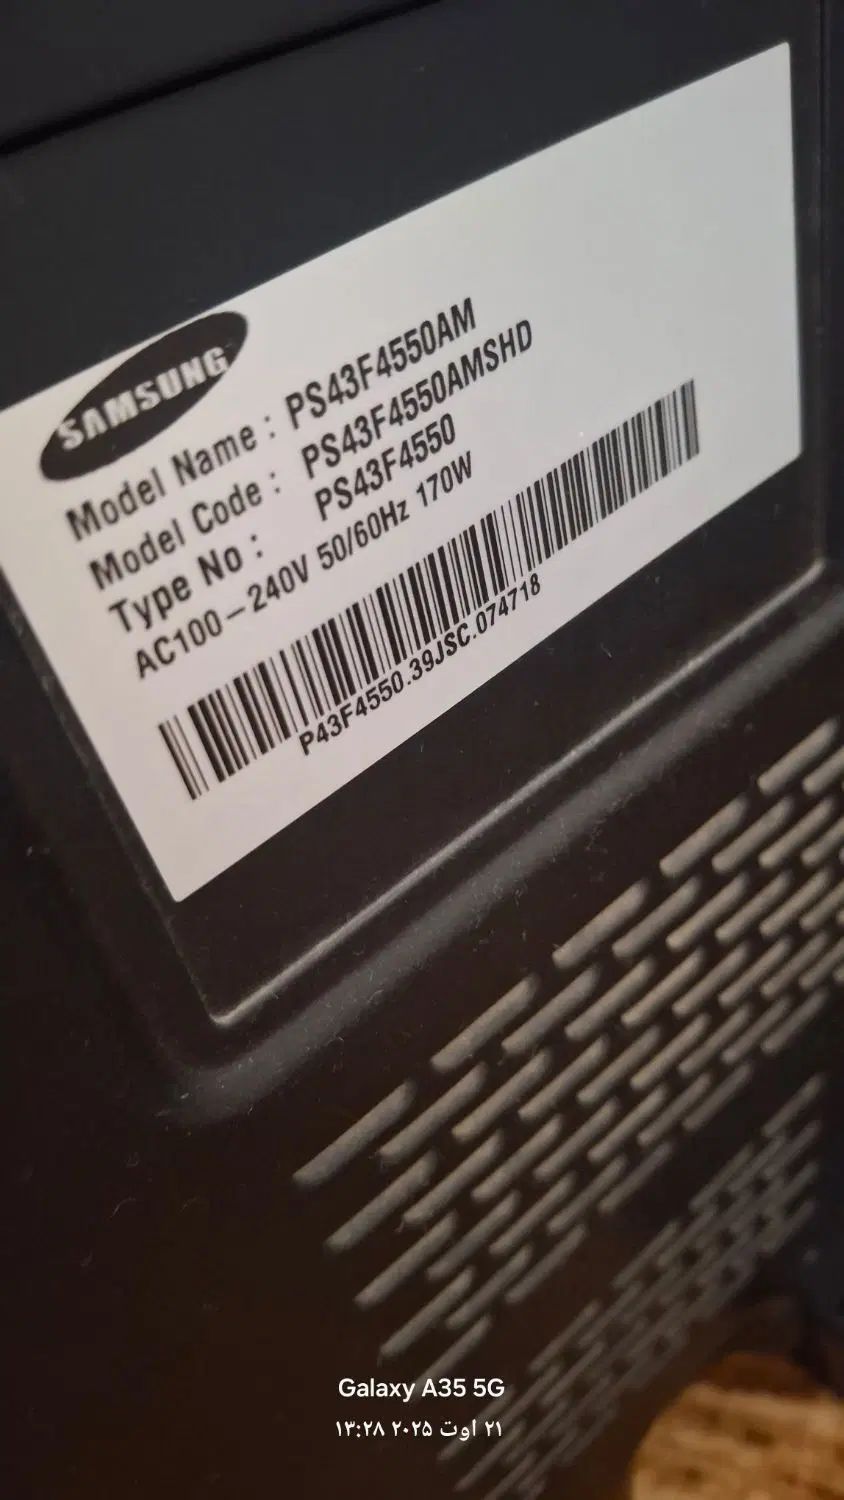 SAMSUNG
Model Name : PS43F4550AM
Model Code : PS43F4550AMSHD
Type No : PS43F4550
AC100-240V 50/60Hz 170W
P43F4550.39JSC.074718
Galaxy A35 5G
۲۱ اوت ۲۰۲۵ ۱۳:۲۸